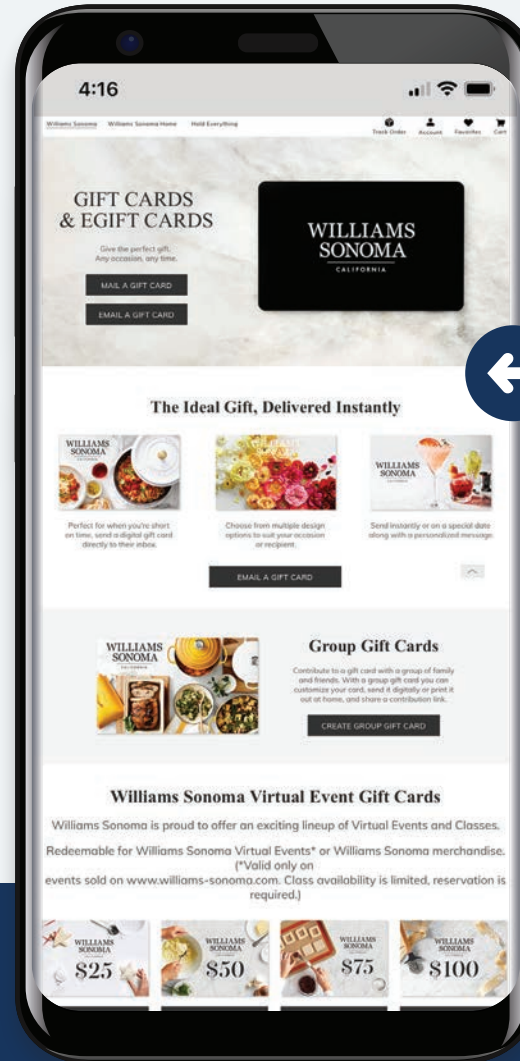 4:16
Williams Sonoma Williams Sonoma Home Hold Everything
Track Order Account Favorites Cart
GIFT CARDS
& EGIFT CARDS
Give the perfect gift.
Any occasion, any time.
MAIL A GIFT CARD
EMAIL A GIFT CARD
WILLIAMS
SONOMA
CALIFORNIA
The Ideal Gift, Delivered Instantly
WILLIAMS
SONOMA
WILLIAMS
SONOMA
WILLIAMS
SONOMA
Perfect for when you're short
on time, send a digital gift card
directly to their inbox.
Choose from multiple design
options to suit your occasion
or recipient.
Send Instantly or on a special date
along with a personalized message.
EMAIL A GIFT CARD
WILLIAMS
SONOMA
CALIFORNIA
Group Gift Cards
Contribute to a gift card with a group of family
and friends. With a group gift card you can
customize your card, send it digitally or print it
out at home, and share a contribution link.
CREATE GROUP GIFT CARD
Williams Sonoma Virtual Event Gift Cards
Williams Sonoma is proud to offer an exciting lineup of Virtual Events and Classes.
Redeemable for Williams Sonoma Virtual Events* or Williams Sonoma merchandise.
(*Valid only on
events sold on www.williams-sonoma.com. Class availability is limited, reservation is
required.)
WILLIAMS
SONOMA
$25
WILLIAMS
SONOMA
$50
WILLIAMS
SONOMA
$75
WILLIAMS
SONOMA
$100